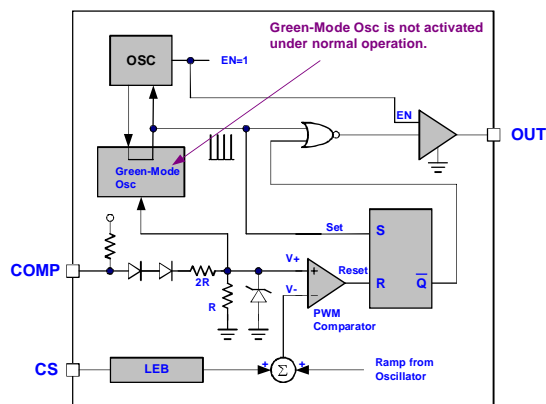 Green-Mode Osc is not activated
under normal operation.
OSC
EN=1
EN
OUT
Green-Mode
Osc
Set
S
COMP
2R
R
V+
+
Reset
R
Q
V-
−
PWM
Comparator
CS
LEB
+
Σ
+
Ramp from
Oscillator